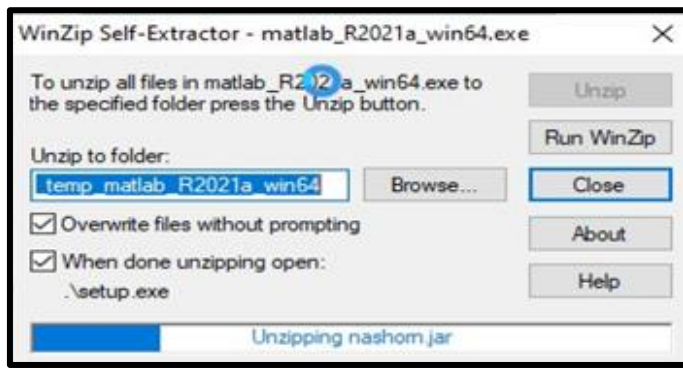 WinZip Self-Extractor - matlab_R2021a_win64.exe
To unzip all files in matlab_R2021a_win64.exe to
the specified folder press the Unzip button.
Unzip
Run WinZip
Unzip to folder:
_temp_matlab_R2021a_win64
Browse...
Close
Overwrite files without prompting
About
When done unzipping open:
.\setup.exe
Help
Unzipping nashorn.jar